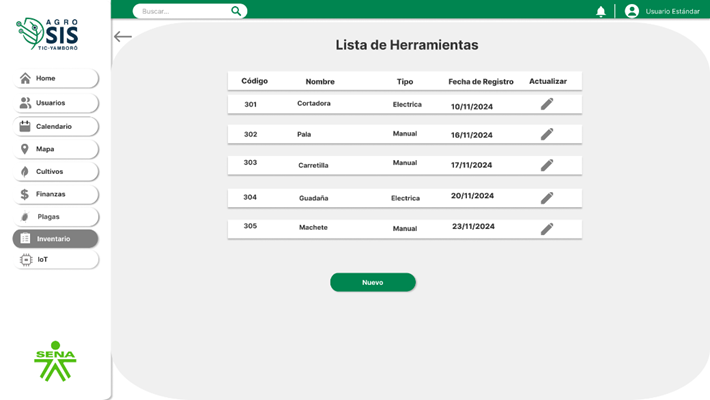 AGRO
SIS
TIC-YAMBORÓ
Buscar...
Usuario Estándar
Home
Usuarios
Calendario
Mapa
Cultivos
Finanzas
Plagas
Inventario
IoT
SENA
Lista de Herramientas
Código Nombre Tipo Fecha de Registro Actualizar
301 Cortadora Electrica 10/11/2024
302 Pala Manual 16/11/2024
303 Carretilla Manual 17/11/2024
304 Guadaña Electrica 20/11/2024
305 Machete Manual 23/11/2024
Nuevo